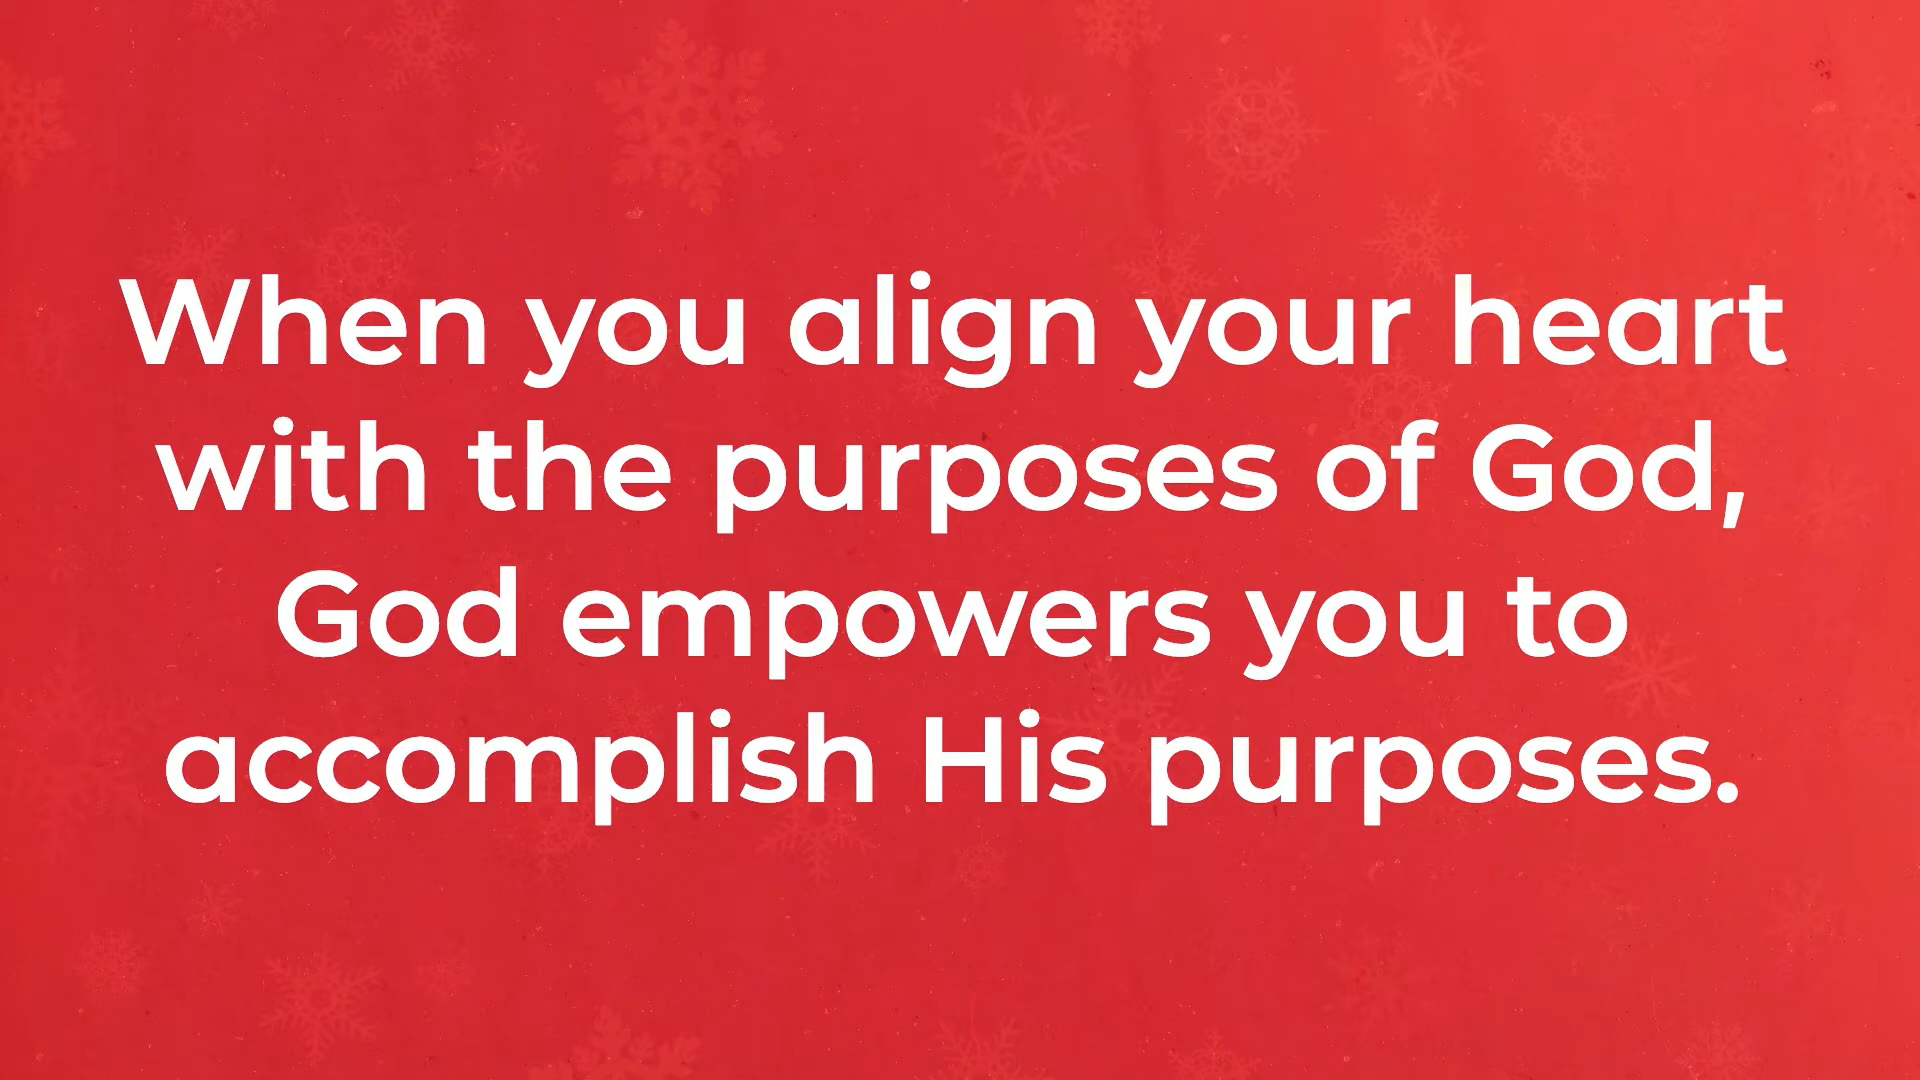 When you align your heart
with the purposes of God,
God empowers you to
accomplish His purposes.